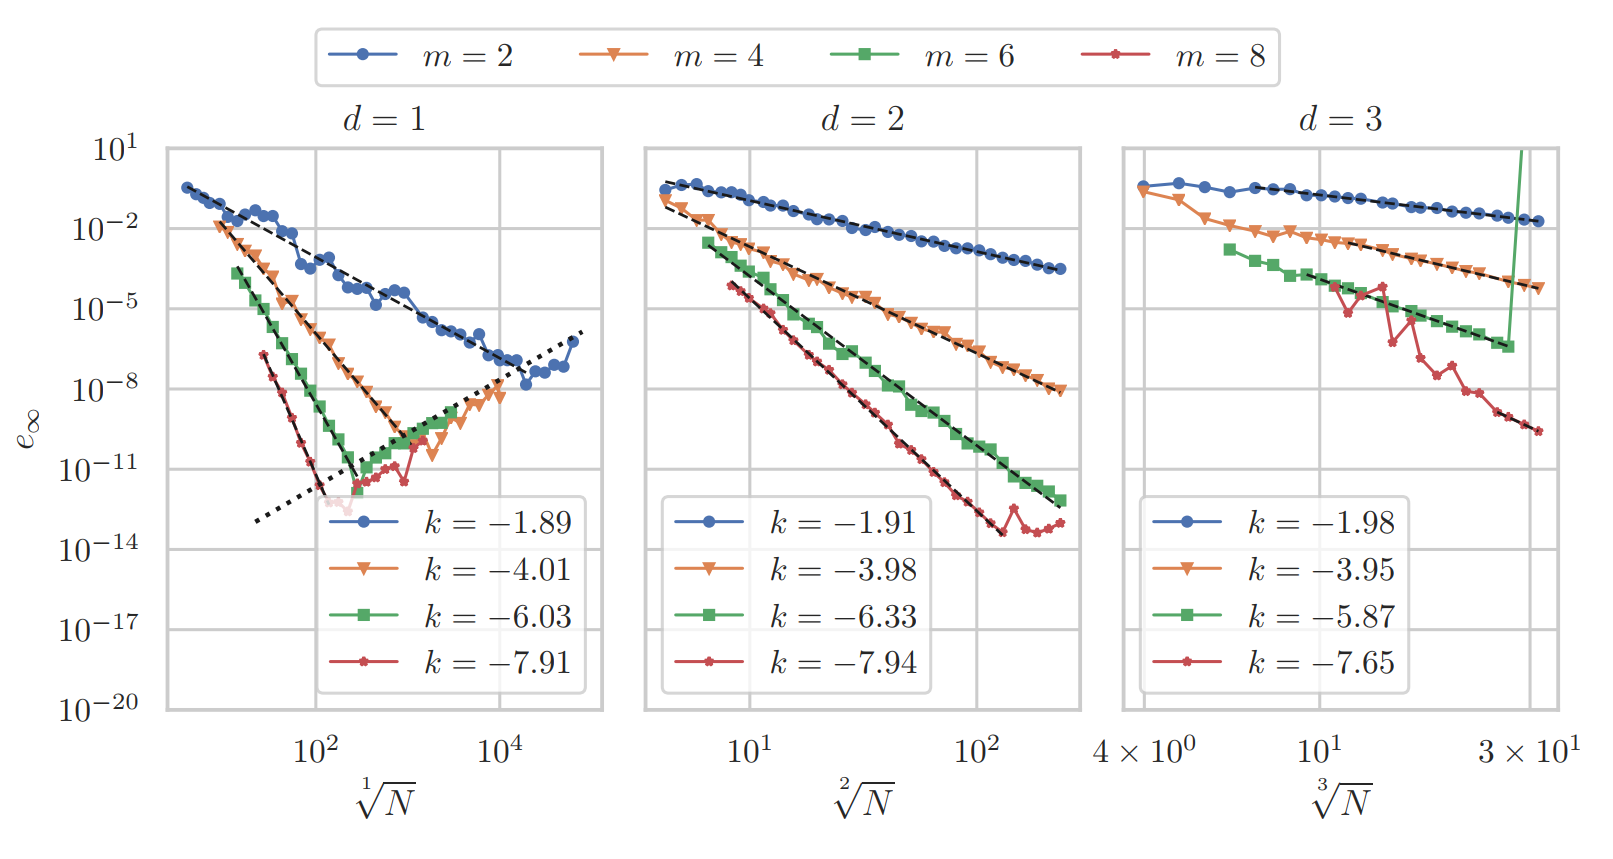 m = 2 m = 4 m = 6 m = 8
d = 1 d = 2 d = 3
10^1
10^−2
10^−5
10^−8
10^−11
10^−14
10^−17
10^−20
e_∞
k = −1.89
k = −4.01
k = −6.03
k = −7.91
k = −1.91
k = −3.98
k = −6.33
k = −7.94
k = −1.98
k = −3.95
k = −5.87
k = −7.65
10^2 10^4 10^1 10^2 4 × 10^0 10^1 3 × 10^1
¹√N ²√N ³√N